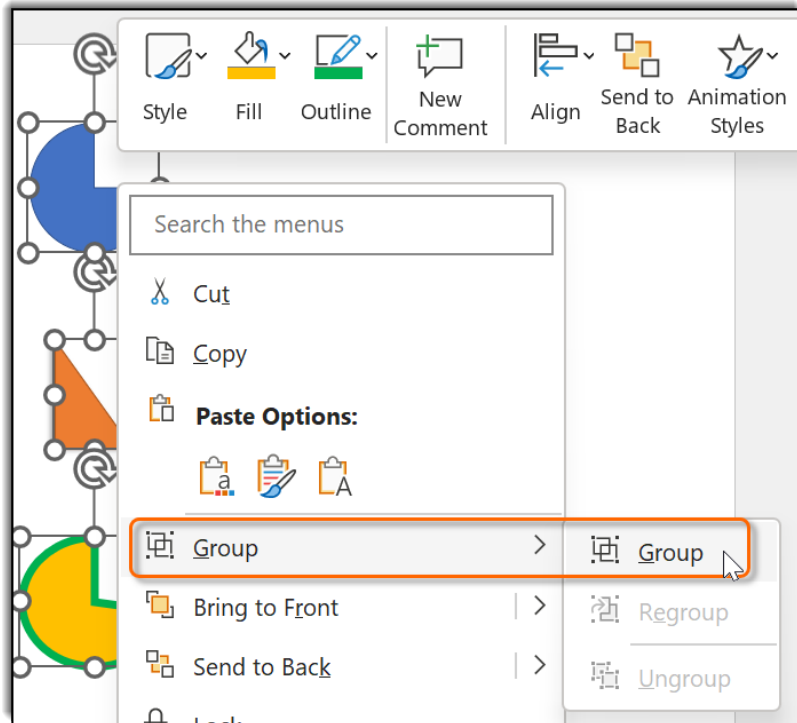 Style
Fill
Outline
New
Comment
Align
Send to
Back
Animation
Styles
Search the menus
Cut
Copy
Paste Options:
a
A
Group
Group
Bring to Front
Regroup
Send to Back
Ungroup
Lock